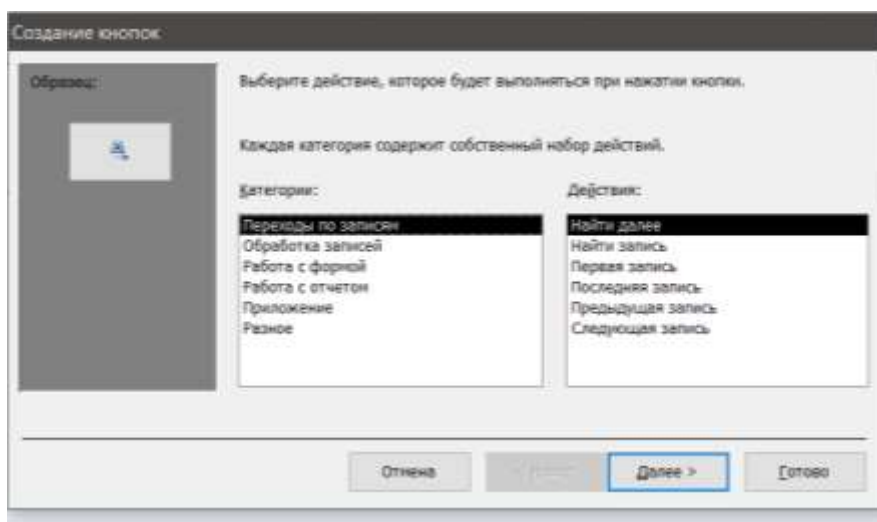 Создание кнопок
Образец:
Выберите действие, которое будет выполняться при нажатии кнопки.
Каждая категория содержит собственный набор действий.
Категории:
Переходы по записям
Обработка записей
Работа с формой
Работа с отчетом
Приложение
Разное
Действия:
Найти далее
Найти запись
Первая запись
Последняя запись
Предыдущая запись
Следующая запись
Отмена
Далее >
Готово